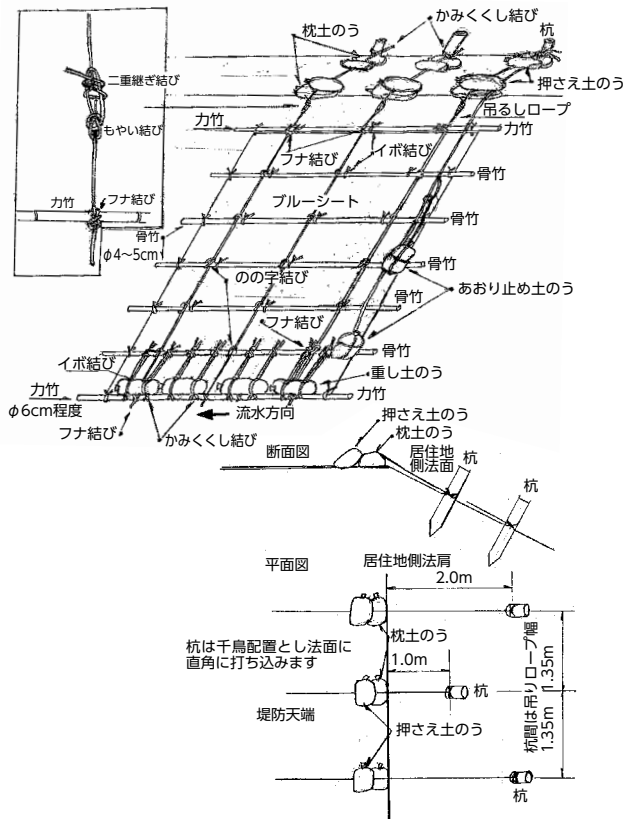 かみくくし結び
枕土のう
杭
押さえ土のう
吊るしロープ
二重継ぎ結び
もやい結び
力竹
フナ結び
力竹
フナ結び
イボ結び
骨竹
ブルーシート
骨竹
骨竹
φ4〜5cm
骨竹
のの字結び
あおり止め土のう
骨竹
フナ結び
イボ結び
骨竹
重し土のう
力竹
φ6cm程度
力竹
流水方向
フナ結び
かみくくし結び
押さえ土のう
枕土のう
断面図
居住地
側法面
杭
杭
平面図
居住地側法肩
2.0m
杭は千鳥配置とし法面に
直角に打ち込みます
枕土のう
1.0m
杭
堤防天端
押さえ土のう
杭間は吊りロープ幅
1.35m
1.35m
杭